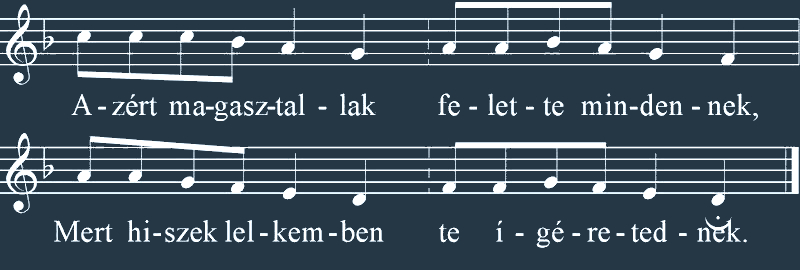 A - zért ma-gasz-tal - lak fe - let - te min-den - nek,
Mert hi-szek lel - kem - ben te í - gé - re - ted - nek.